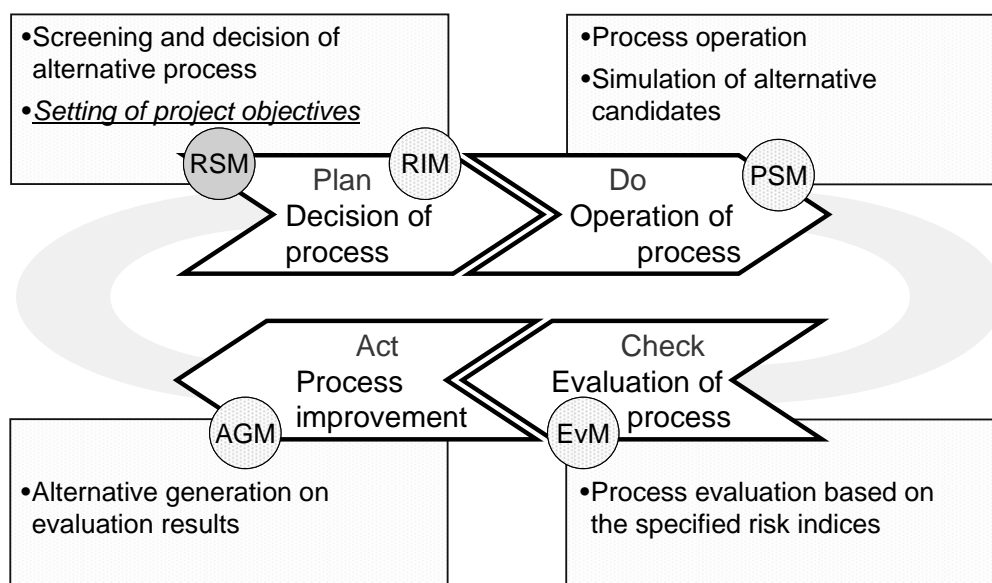 •Screening and decision of
alternative process
•Setting of project objectives
•Process operation
•Simulation of alternative
candidates
RSM
RIM
PSM
Plan
Decision of
process
Do
Operation of
process
Act
Process
improvement
Check
Evaluation of
process
AGM
EvM
•Alternative generation on
evaluation results
•Process evaluation based on
the specified risk indices